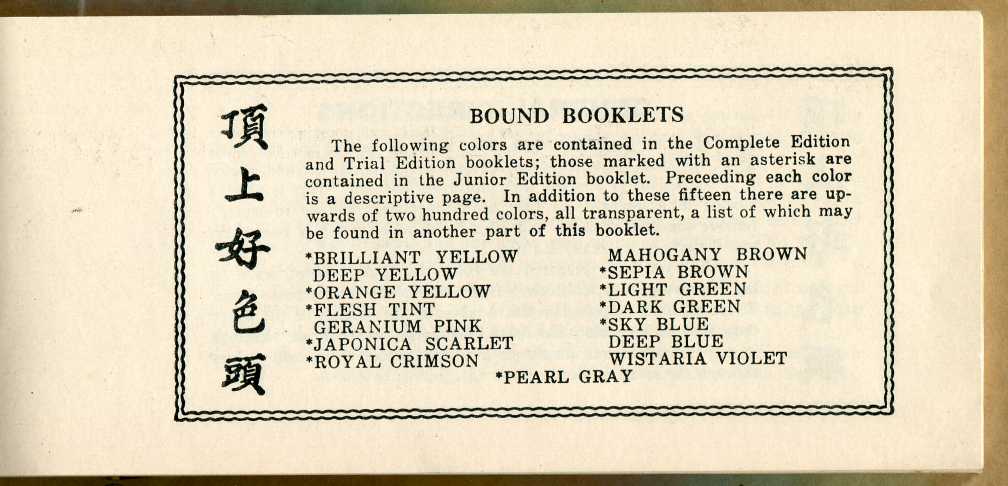 頂上好色頭
BOUND BOOKLETS
The following colors are contained in the Complete Edition
and Trial Edition booklets; those marked with an asterisk are
contained in the Junior Edition booklet. Preceeding each color
is a descriptive page. In addition to these fifteen there are up-
wards of two hundred colors, all transparent, a list of which may
be found in another part of this booklet.
*BRILLIANT YELLOW
DEEP YELLOW
*ORANGE YELLOW
*FLESH TINT
GERANIUM PINK
*JAPONICA SCARLET
*ROYAL CRIMSON
MAHOGANY BROWN
*SEPIA BROWN
*LIGHT GREEN
*DARK GREEN
*SKY BLUE
DEEP BLUE
WISTARIA VIOLET
*PEARL GRAY